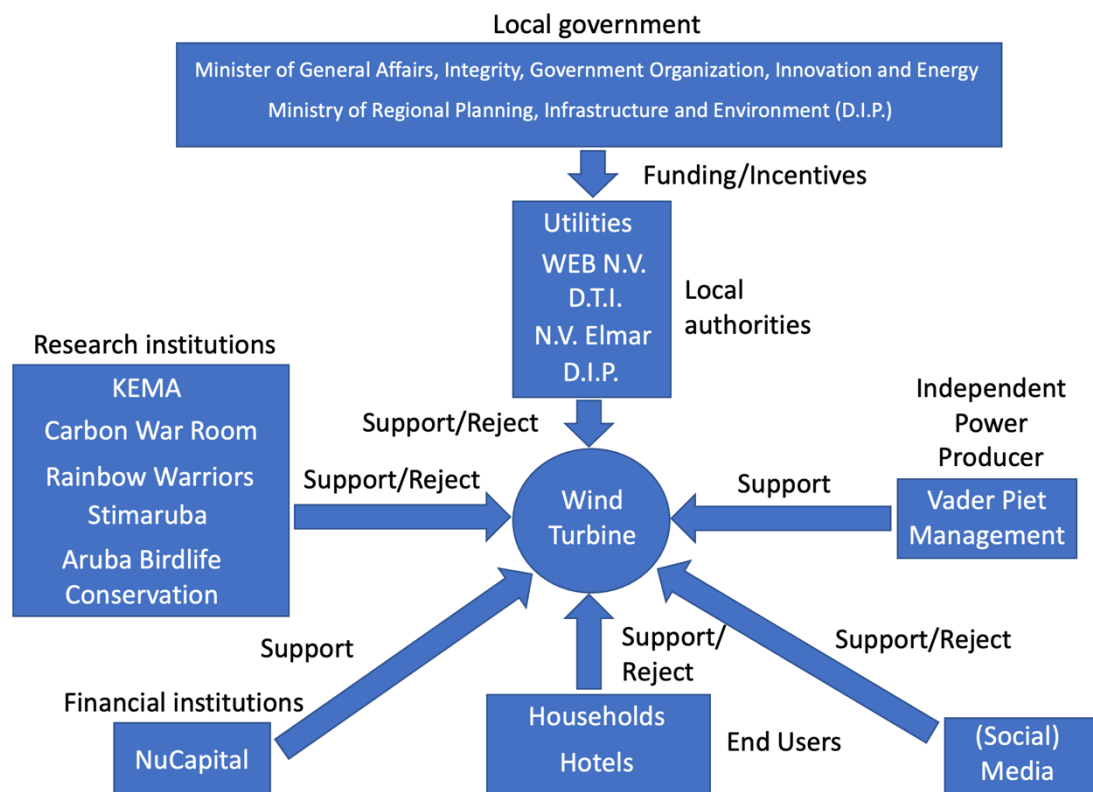 Local government
Minister of General Affairs, Integrity, Government Organization, Innovation and Energy
Ministry of Regional Planning, Infrastructure and Environment (D.I.P.)
Funding/Incentives
Utilities
WEB N.V.
D.T.I.
N.V. Elmar
D.I.P.
Local
authorities
Research institutions
KEMA
Carbon War Room
Rainbow Warriors
Stimaruba
Aruba Birdlife
Conservation
Support/Reject
Support/Reject
Wind
Turbine
Support
Independent
Power
Producer
Vader Piet
Management
Support
Financial institutions
NuCapital
Support/
Reject
Households
Hotels
End Users
Support/Reject
(Social)
Media